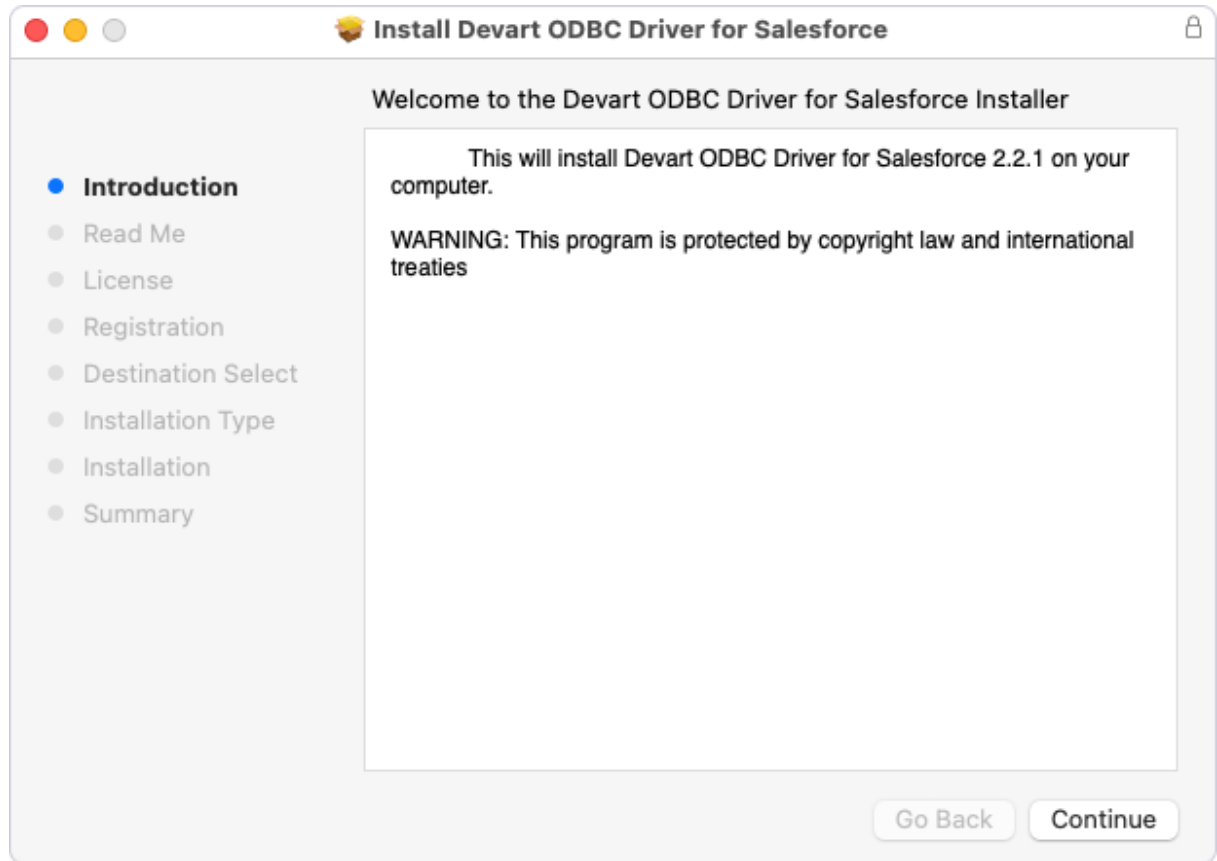 Install Devart ODBC Driver for Salesforce
Welcome to the Devart ODBC Driver for Salesforce Installer
Introduction
Read Me
License
Registration
Destination Select
Installation Type
Installation
Summary
This will install Devart ODBC Driver for Salesforce 2.2.1 on your
computer.
WARNING: This program is protected by copyright law and international
treaties
Go Back
Continue